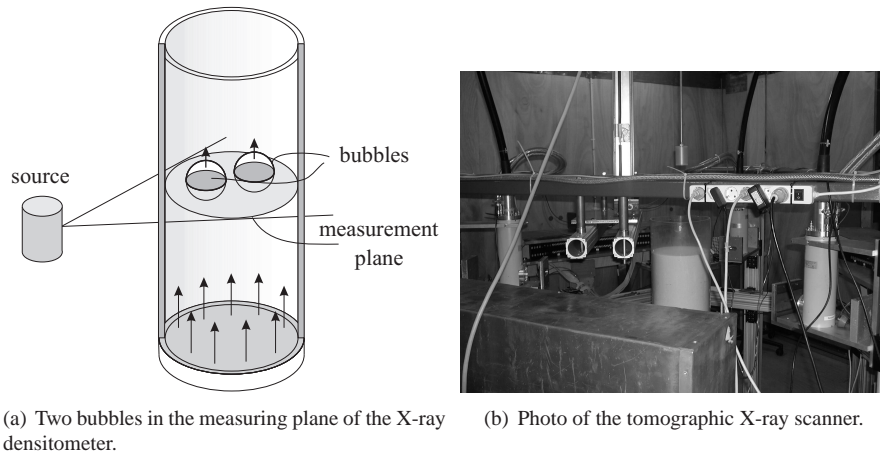 source
bubbles
measurement
plane
(a) Two bubbles in the measuring plane of the X-ray
densitometer.
(b) Photo of the tomographic X-ray scanner.